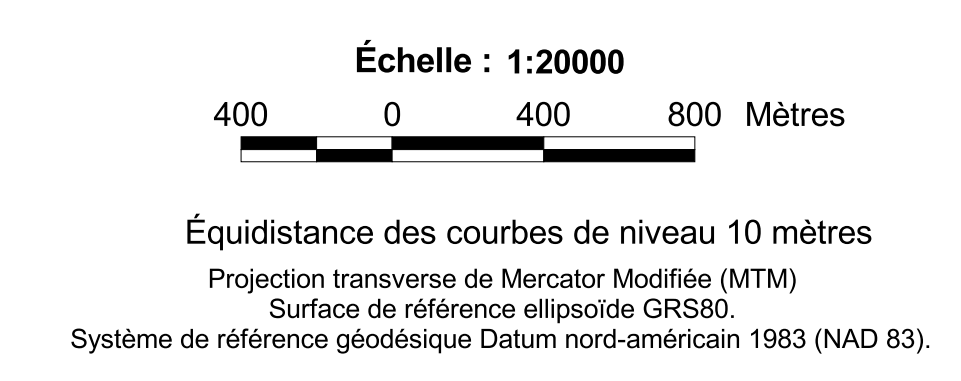 Échelle : 1:20000
400 0 400 800 Mètres
Équidistance des courbes de niveau 10 mètres
Projection transverse de Mercator Modifiée (MTM)
Surface de référence ellipsoïde GRS80.
Système de référence géodésique Datum nord-américain 1983 (NAD 83).